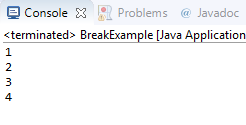 Console Problems @ Javadoc
<terminated> BreakExample [Java Application
1
2
3
4